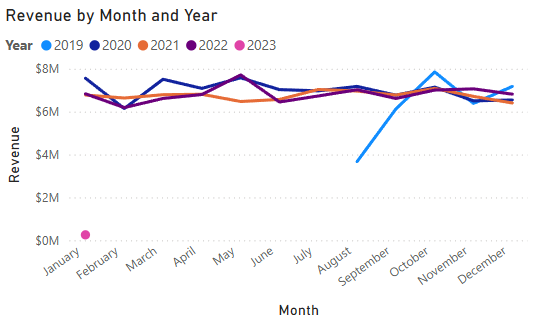 Revenue by Month and Year
Year 2019 2020 2021 2022 2023
$8M
$6M
$4M
$2M
$0M
Revenue
January February March April May June July August September October November December
Month